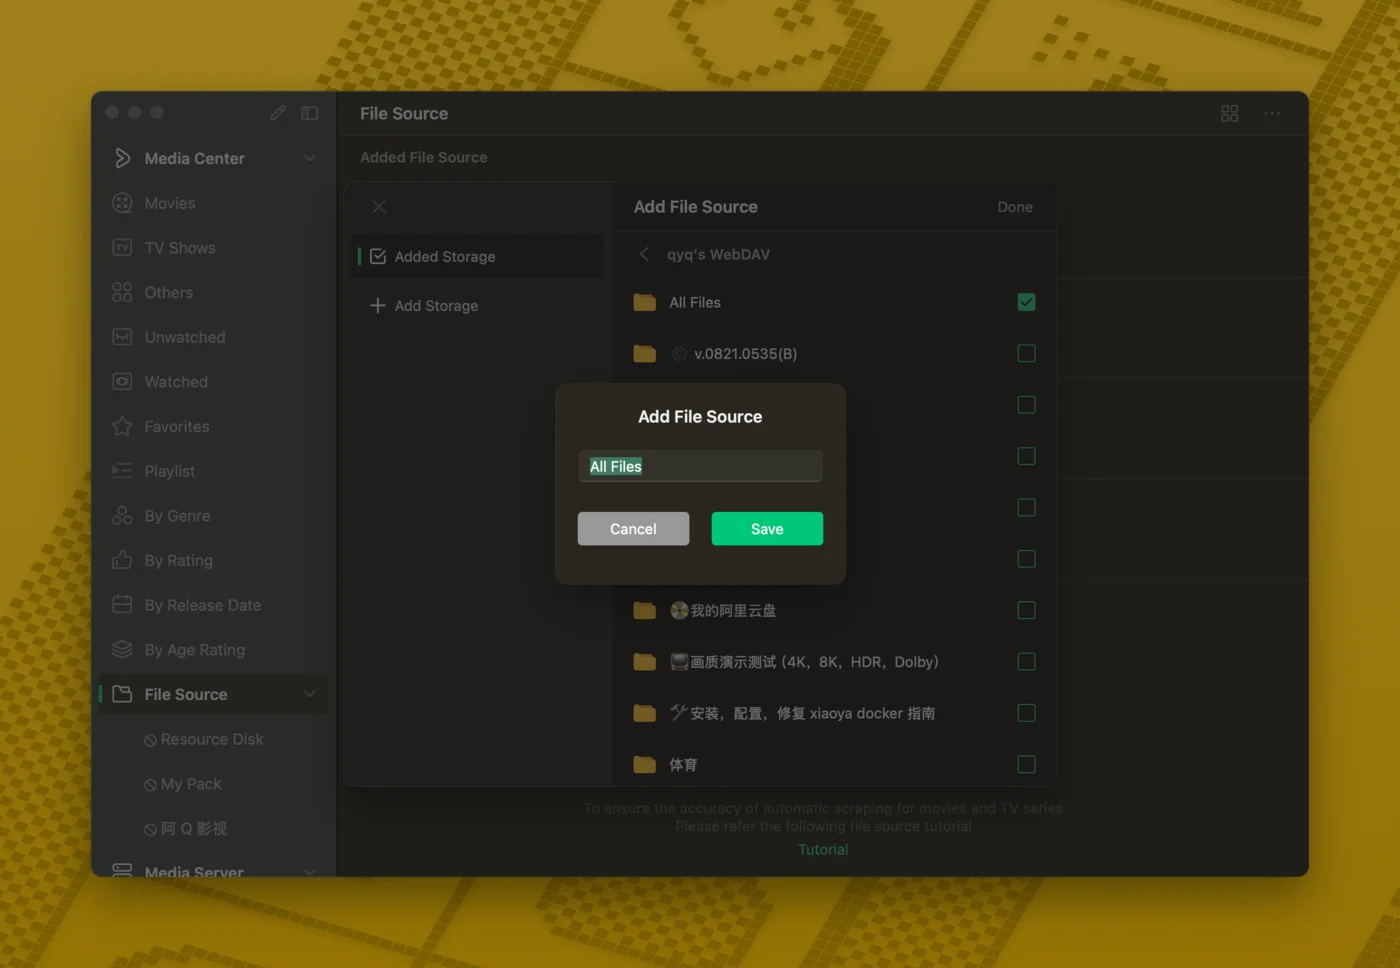 File Source
Media Center
Movies
TV Shows
Others
Unwatched
Watched
Favorites
Playlist
By Genre
By Rating
By Release Date
By Age Rating
File Source
Resource Disk
My Pack
阿 Q 影视
Media Server
Added File Source
Added Storage
Add Storage
Add File Source
Done
qyq's WebDAV
All Files
© v.0821.0535(B)
Add File Source
All Files
Cancel
Save
我的阿里云盘
画质演示测试 (4K，8K，HDR，Dolby)
安装，配置，修复 xiaoya docker 指南
体育
To ensure the accuracy of automatic scraping for movies and TV series
Please refer the following file source tutorial
Tutorial